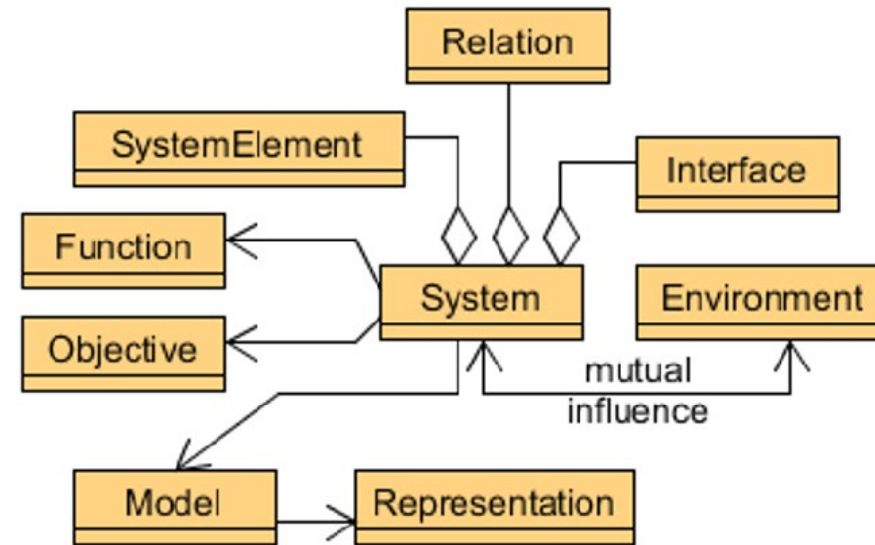 Relation
SystemElement
Interface
Function
System
Environment
Objective
mutual
influence
Model
Representation